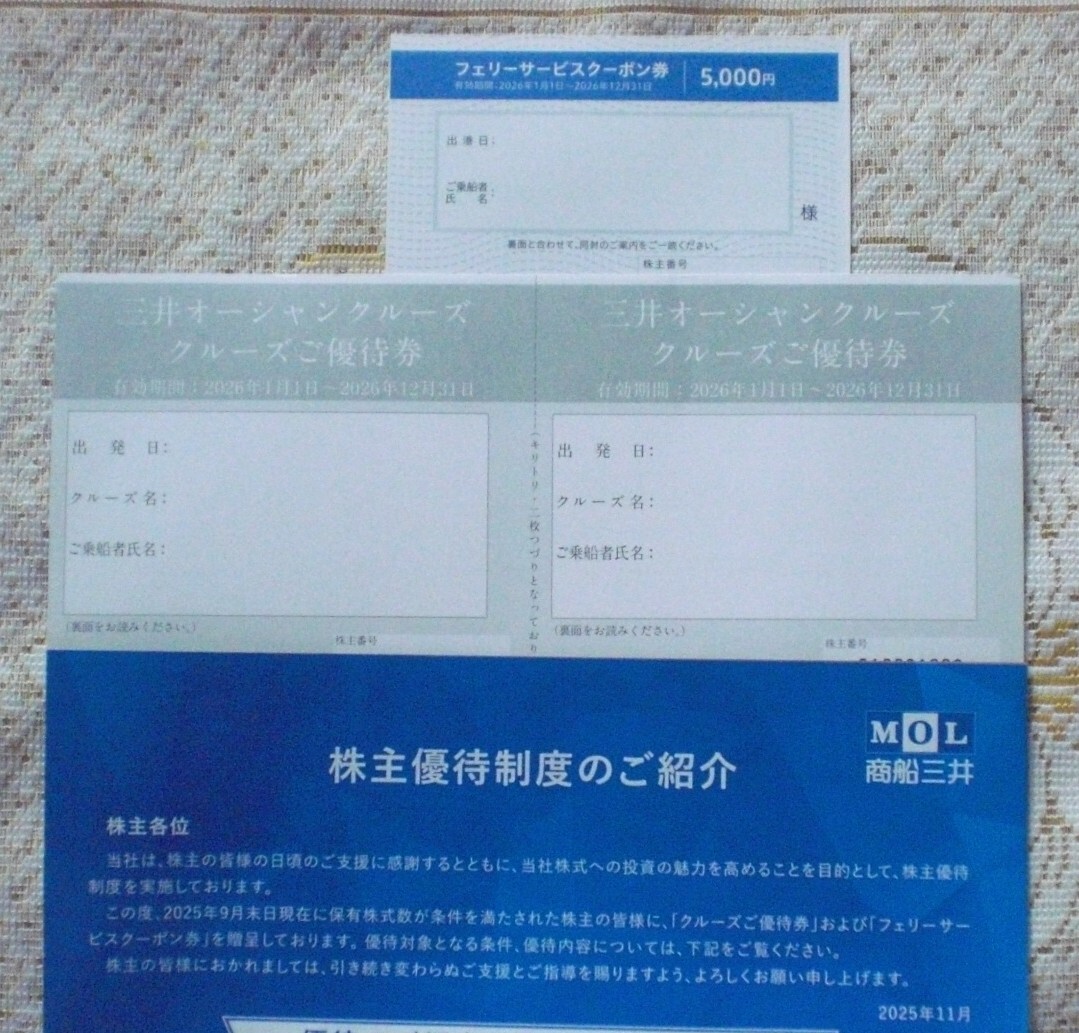 フェリーサービスクーポン券 5,000円
有効期間-2026年1月1日～2026年12月31日
出港日：
ご乗船者
氏 名：
様
裏面と合わせて、同封のご案内をご一読ください。
株主番号
三井オーシャンクルーズ
クルーズご優待券
有効期間：2026年1月1日～2026年12月31日
出発日：
クルーズ名：
ご乗船者氏名：
（裏面をお読みください。）
株主番号
（キリトリ・二枚つづりとなっており
三井オーシャンクルーズ
クルーズご優待券
有効期間：2026年1月1日～2026年12月31日
出発日：
クルーズ名：
ご乗船者氏名：
（裏面をお読みください。）
株主番号
MOL
商船三井
株主優待制度のご紹介
株主各位
当社は、株主の皆様の日頃のご支援に感謝するとともに、当社株式への投資の魅力を高めることを目的として、株主優待
制度を実施しております。
この度、2025年9月末日現在に保有株式数が条件を満たされた株主の皆様に、「クルーズご優待券」および「フェリーサー
ビスクーポン券」を贈呈しております。優待対象となる条件、優待内容については、下記をご覧ください。
株主の皆様におかれましては、引き続き変わらぬご支援とご指導を賜りますよう、よろしくお願い申し上げます。
2025年11月